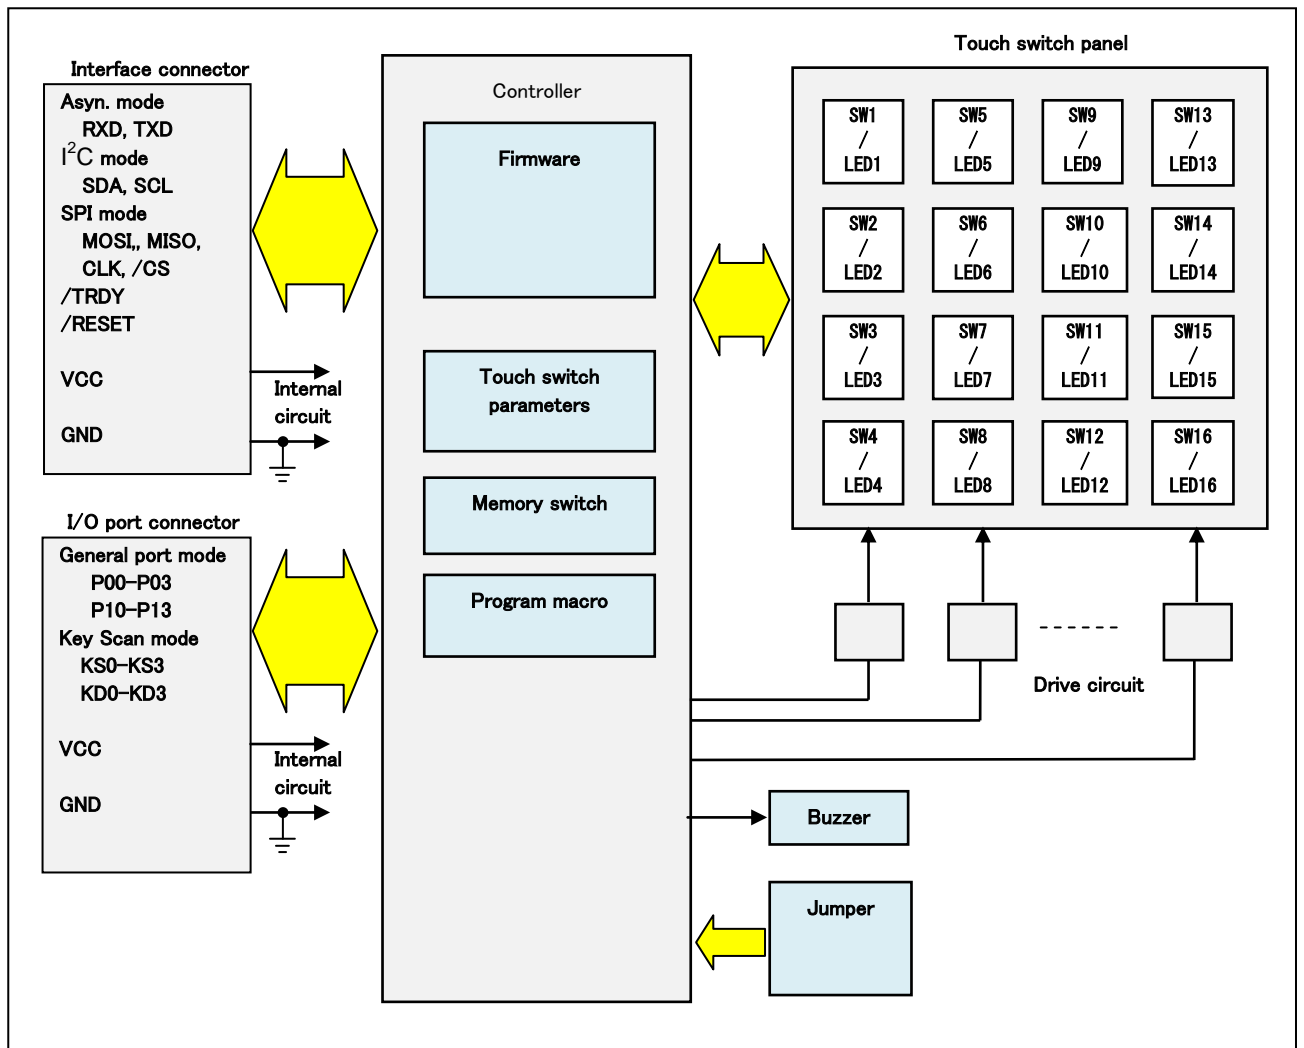 Interface connector
Asyn. mode
RXD, TXD
I²C mode
SDA, SCL
SPI mode
MOSI,, MISO,
CLK, /CS
/TRDY
/RESET
VCC
GND
Internal
circuit
I/O port connector
General port mode
P00-P03
P10-P13
Key Scan mode
KS0-KS3
KD0-KD3
VCC
GND
Internal
circuit
Controller
Firmware
Touch switch
parameters
Memory switch
Program macro
Touch switch panel
SW1
/
LED1
SW5
/
LED5
SW9
/
LED9
SW13
/
LED13
SW2
/
LED2
SW6
/
LED6
SW10
/
LED10
SW14
/
LED14
SW3
/
LED3
SW7
/
LED7
SW11
/
LED11
SW15
/
LED15
SW4
/
LED4
SW8
/
LED8
SW12
/
LED12
SW16
/
LED16
Drive circuit
Buzzer
Jumper